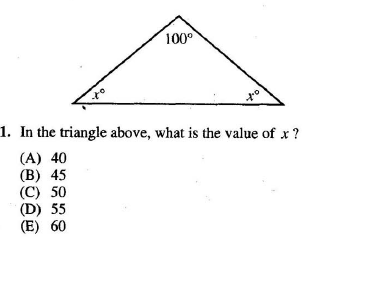 100°
x° x°
1. In the triangle above, what is the value of x ?
(A) 40
(B) 45
(C) 50
(D) 55
(E) 60